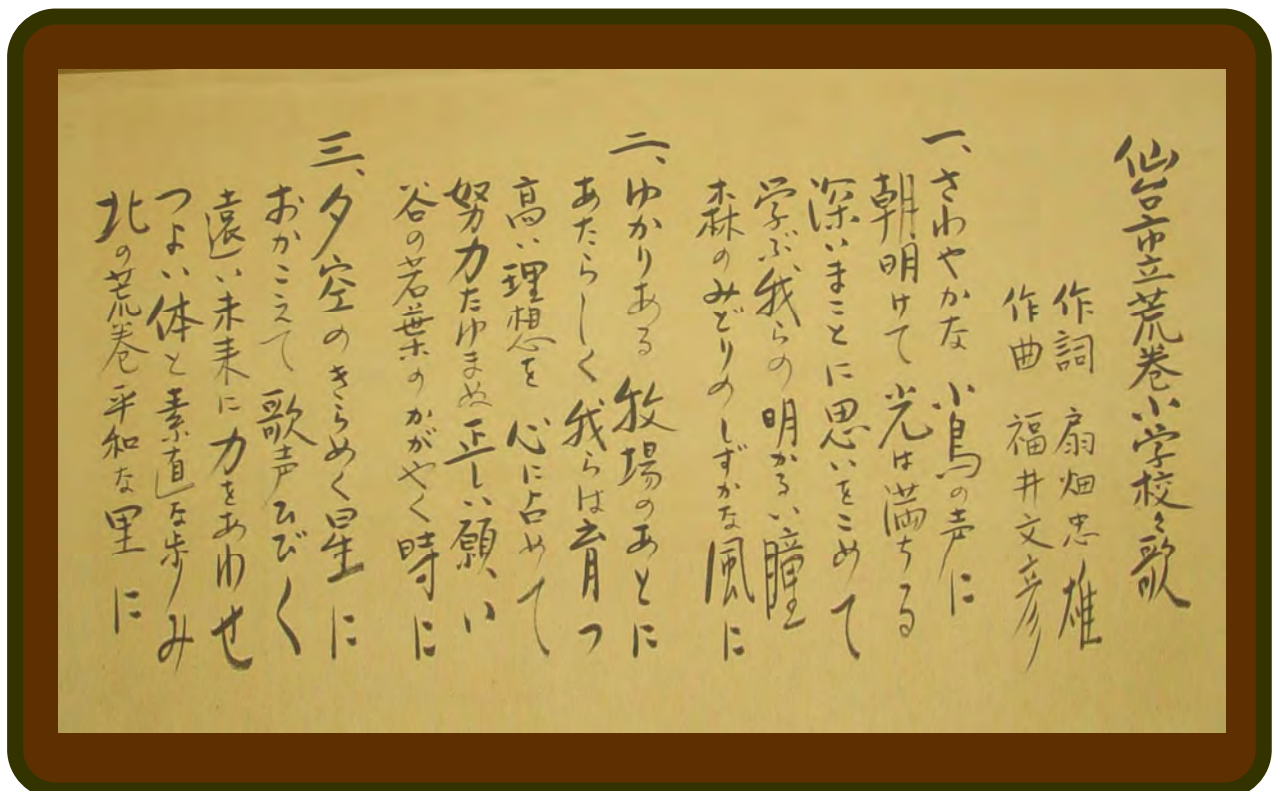 仙台市立荒巻小学校々歌
作詞 扇畑忠雄
作曲 福井文彦
一、さわやかな 小鳥の声に
朝明けて 光は満ちる
深いまことに思いをこめて
学ぶ我らの 明かるい瞳
森のみどりの しずかな風に
二、ゆかりある 牧場のあとに
あたらしく 我らは育つ
高い理想を 心に占めて
努力たゆまぬ 正しい願い
谷の若葉の かがやく時に
三、夕空の きらめく星に
おかこえて 歌声ひびく
遠い未来に 力をあわせ
つよい体と 素直な歩み
北の荒巻 平和な里に